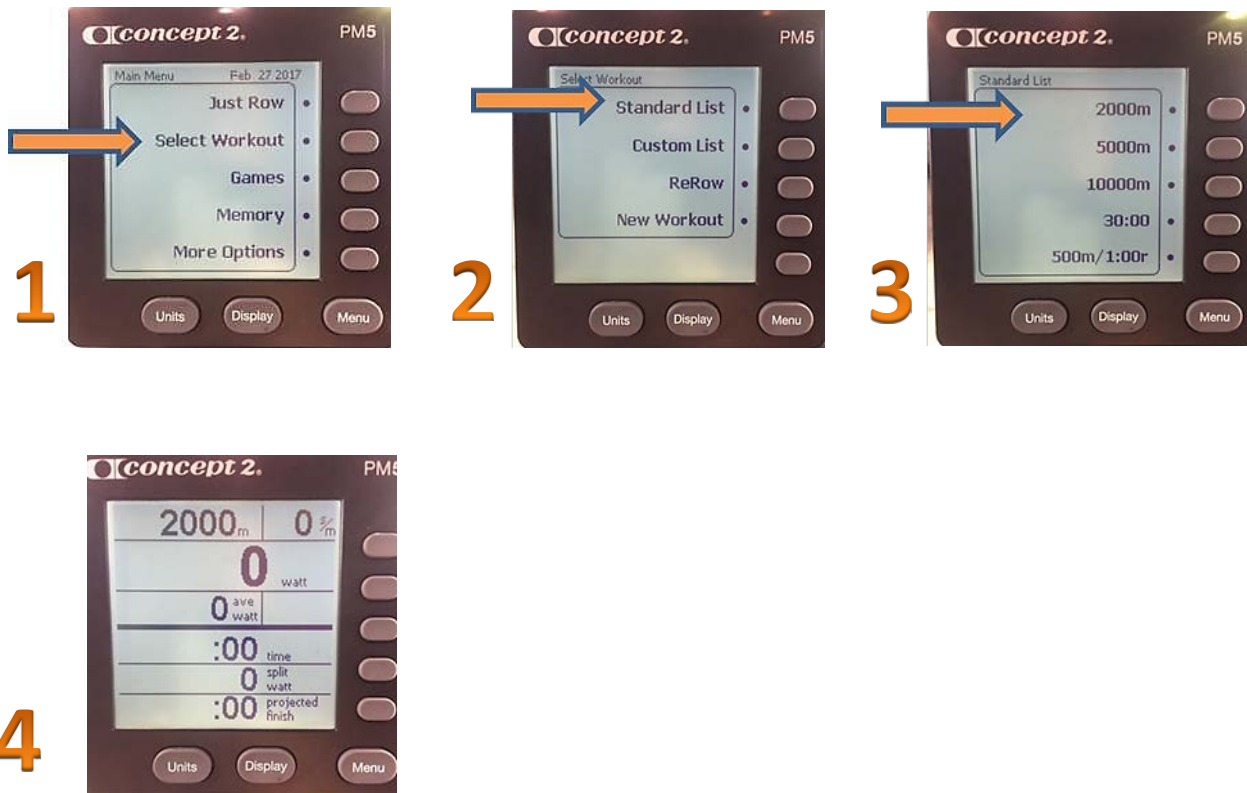 concept 2. PM5
Main Menu Feb. 27 2017
Just Row
Select Workout
Games
Memory
More Options
Units Display Menu
1
concept 2. PM5
Select Workout
Standard List
Custom List
ReRow
New Workout
Units Display Menu
2
concept 2. PM5
Standard List
2000m
5000m
10000m
30:00
500m/1:00r
Units Display Menu
3
concept 2. PM5
2000m 0 s/m
0 watt
0 ave watt
:00 time
0 split watt
:00 projected finish
Units Display Menu
4